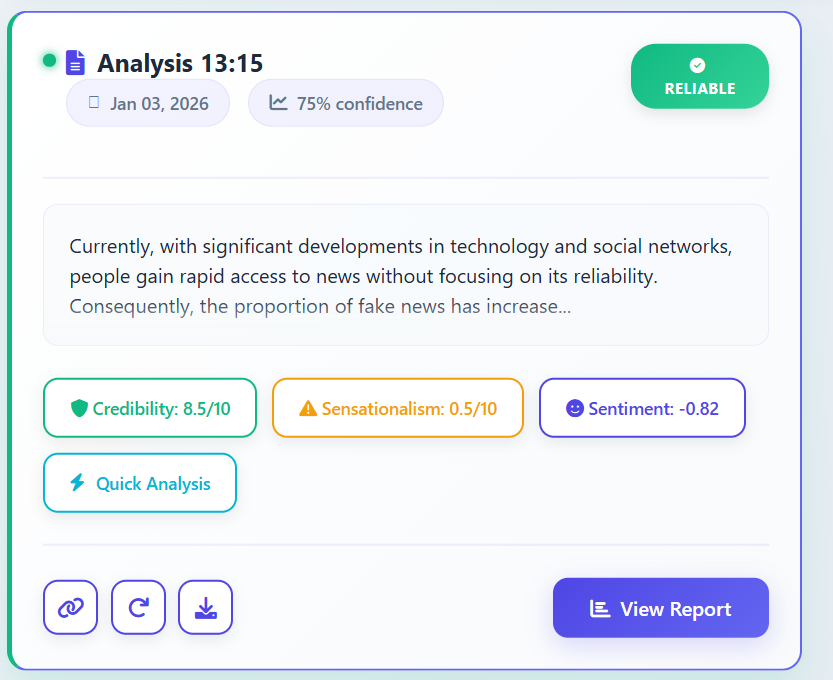 Analysis 13:15
Jan 03, 2026
75% confidence
RELIABLE
Currently, with significant developments in technology and social networks,
people gain rapid access to news without focusing on its reliability.
Consequently, the proportion of fake news has increase...
Credibility: 8.5/10
Sensationalism: 0.5/10
Sentiment: -0.82
Quick Analysis
View Report